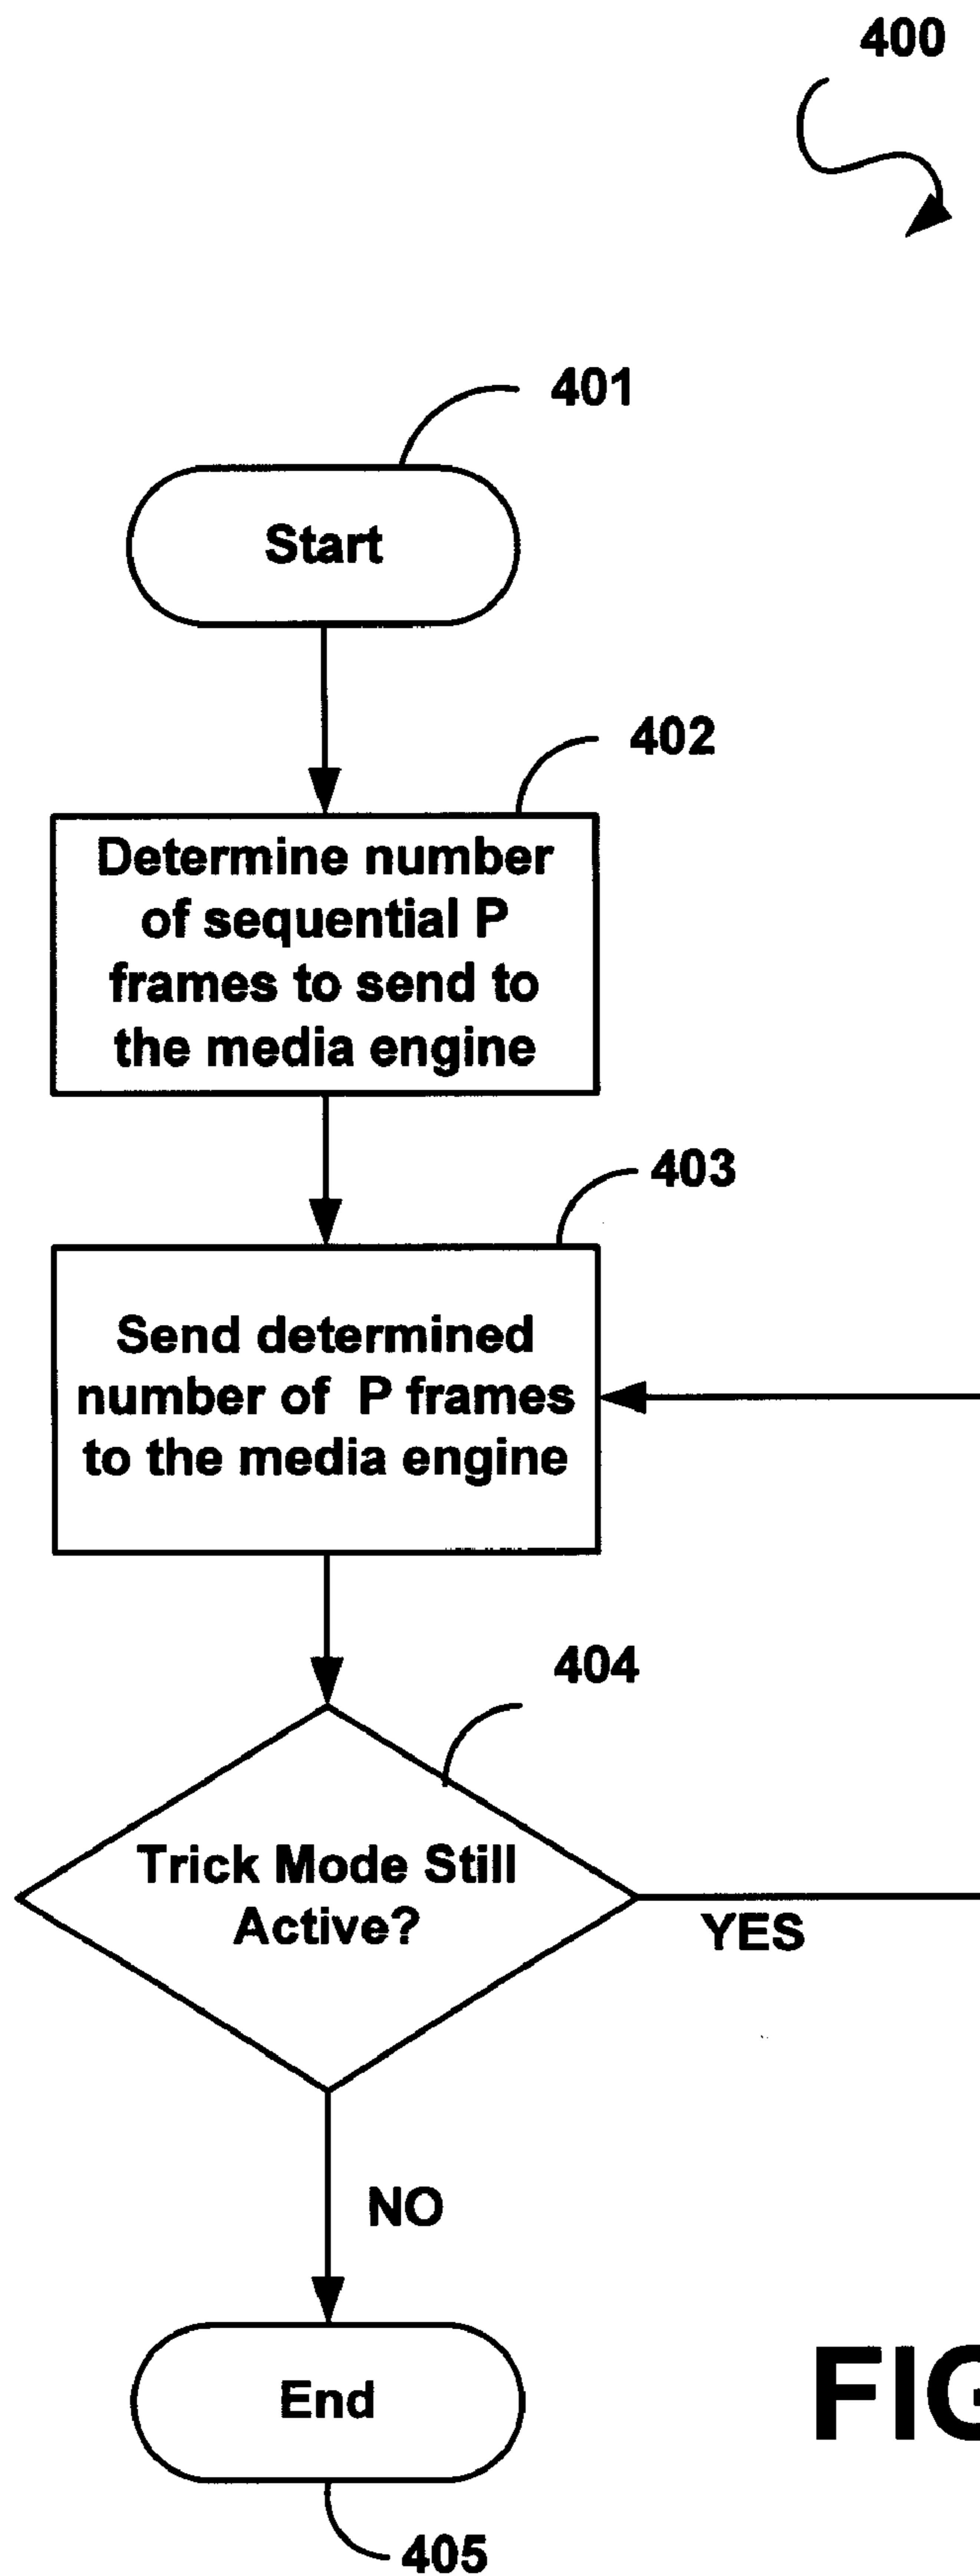 400
401
Start
402
Determine number
of sequential P
frames to send to
the media engine
403
Send determined
number of P frames
to the media engine
404
Trick Mode Still
Active?
YES
NO
End
FIG
405